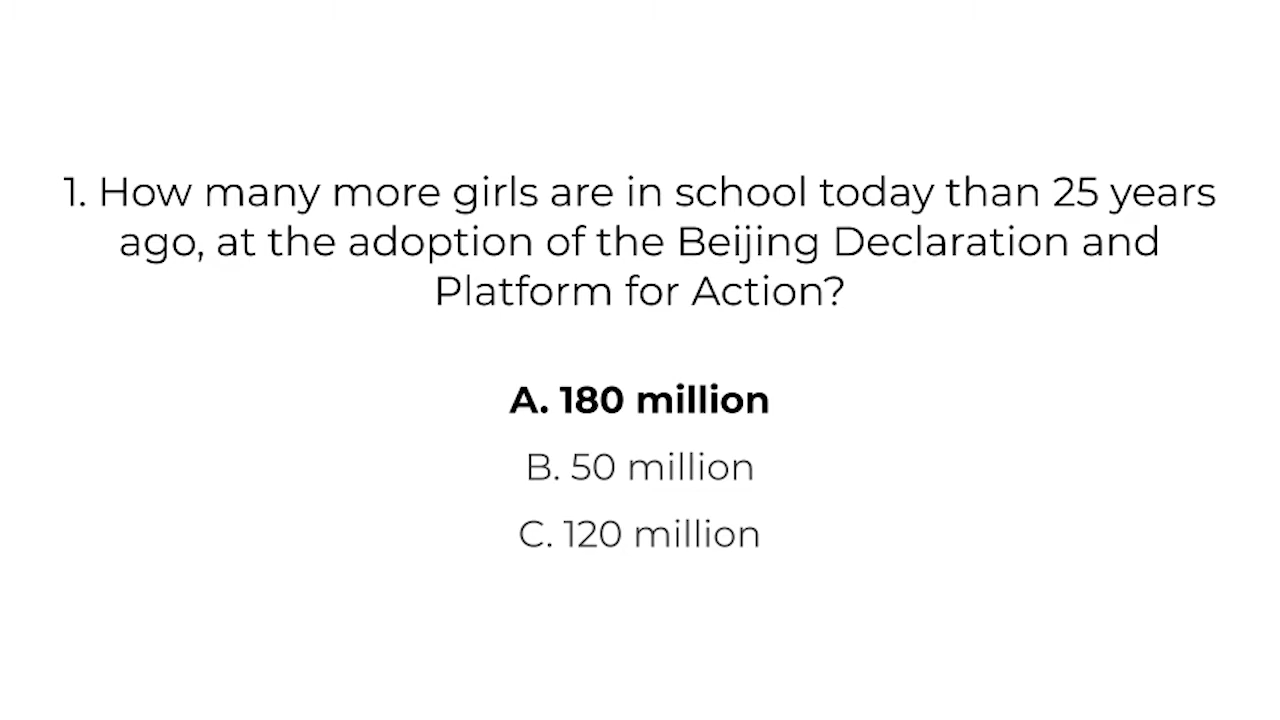 1. How many more girls are in school today than 25 years
ago, at the adoption of the Beijing Declaration and
Platform for Action?
A. 180 million
B. 50 million
C. 120 million